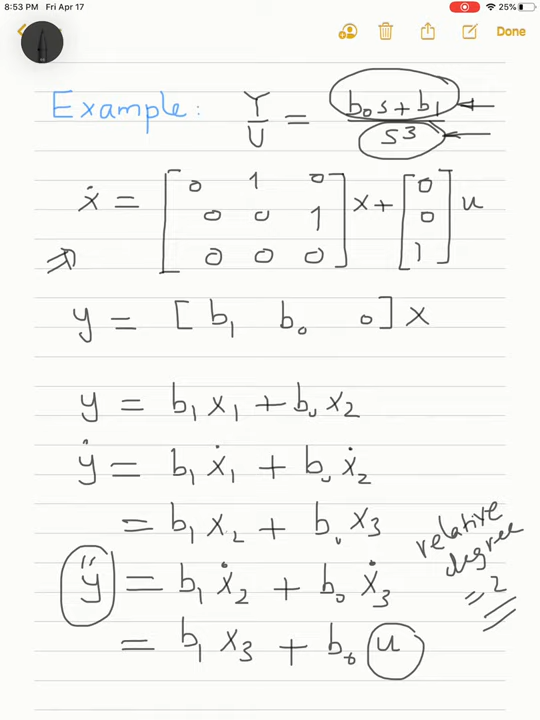 8:53 PM Fri Apr 17 25%
Done
Example: Y/U = (b₀s + b₁)/s³
ẋ = [0 1 0; 0 0 1; 0 0 0] x + [0; 0; 1] u
⇒
y = [b₁ b₀ 0] x
y = b₁x₁ + b₀x₂
ẏ = b₁ẋ₁ + b₀ẋ₂
= b₁x₂ + b₀x₃
ÿ = b₁ẋ₂ + b₀ẋ₃
= b₁x₃ + b₀u
relative
degree
= 2